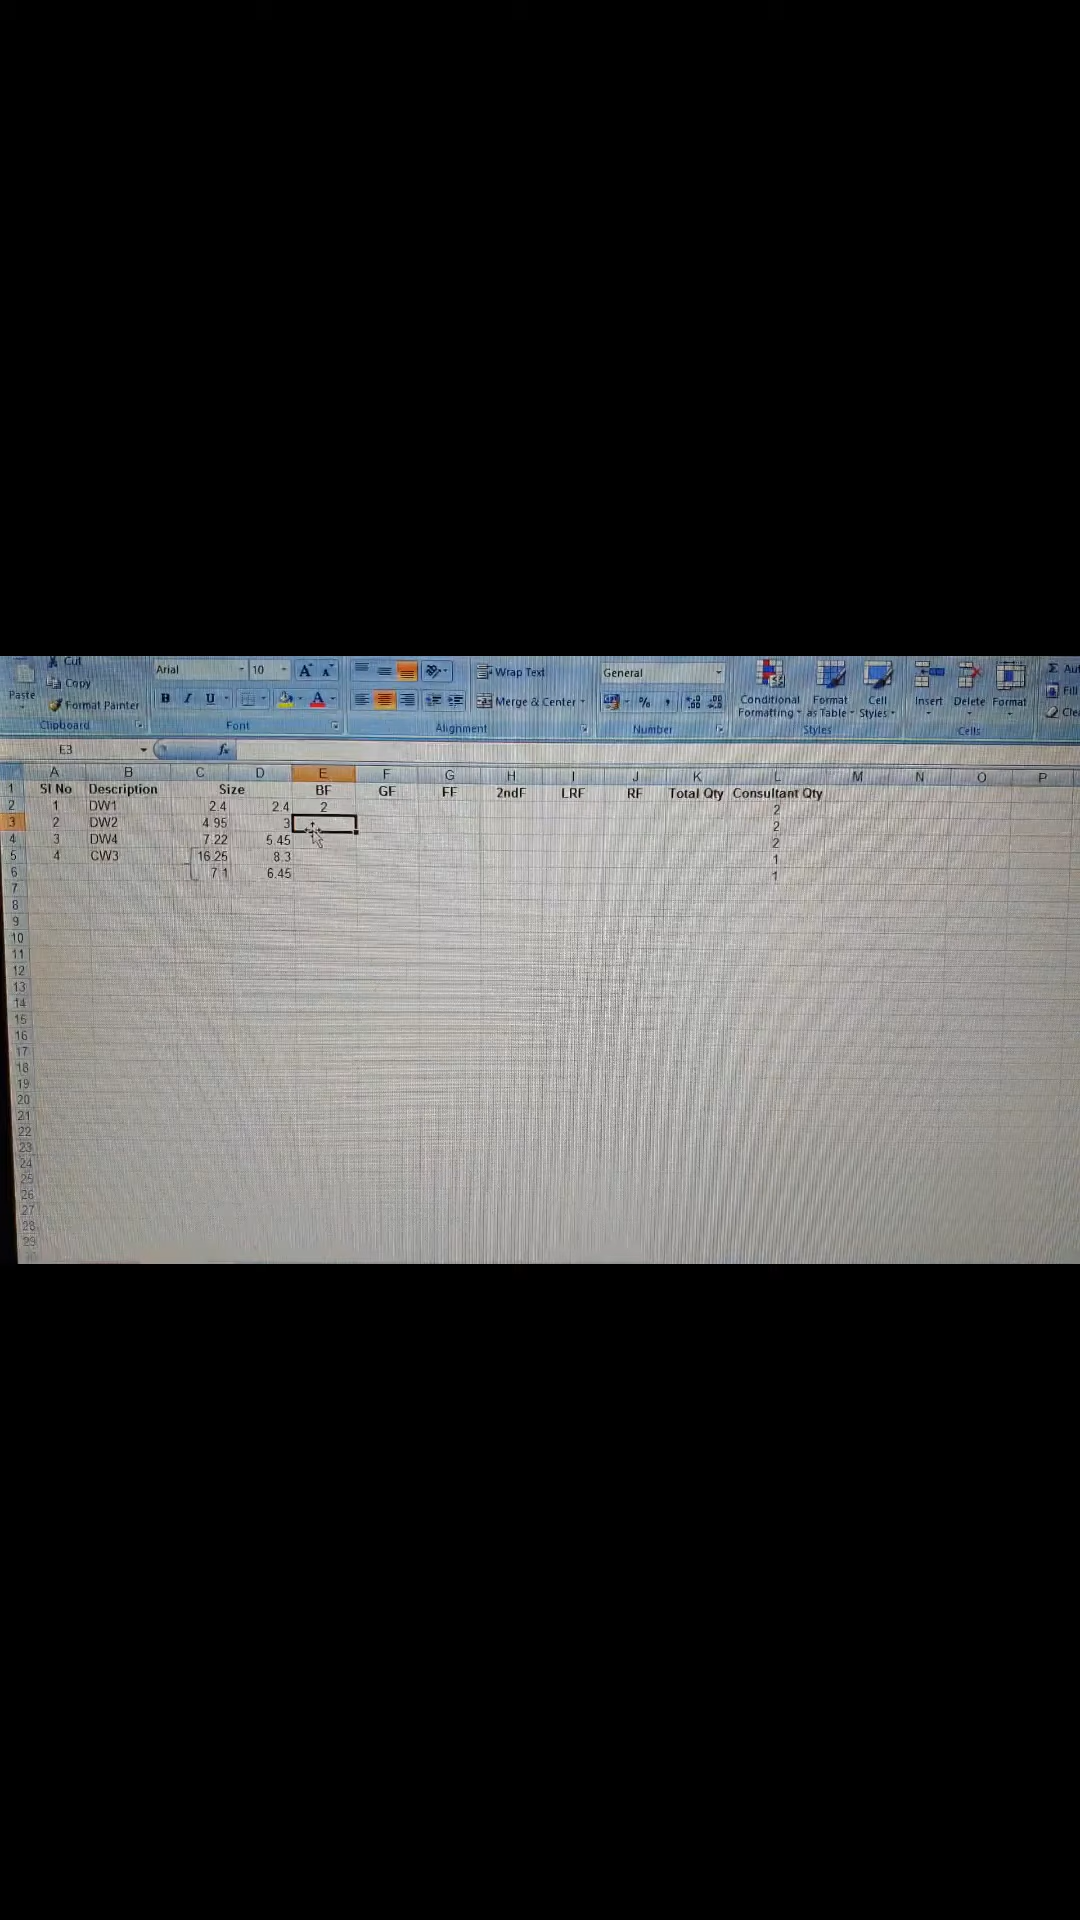 Cut
Copy
Format Painter
Paste
Clipboard
Arial 10 A A
B I U A
Font
Wrap Text
Merge & Center
Alignment
General
% ,
Number
Conditional Formatting
Format as Table
Cell Styles
Styles
Insert Delete Format
Cells
Σ Au
Fill
Cle
E3 fx
A B C D E F G H I J K L M N O P
1 Sl No Description Size BF GF FF 2ndF LRF RF Total Qty Consultant Qty
2 1 DW1 2.4 2.4 2 2
3 2 DW2 4.95 3 2
4 3 DW4 7.22 5.45 2
5 4 CW3 16.25 8.3 1
6 7.1 6.45 1
7
8
9
10
11
12
13
14
15
16
17
18
19
20
21
22
23
24
25
26
27
28
29